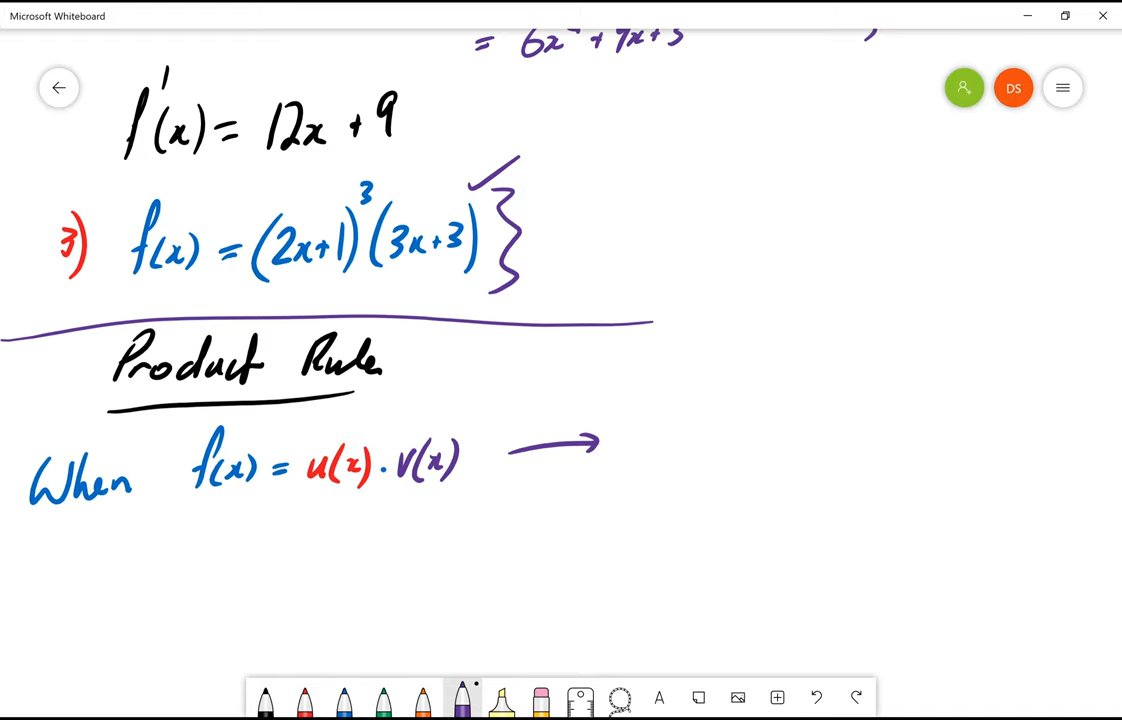 Microsoft Whiteboard
DS
f'(x) = 12x + 9
3) f(x) = (2x+1)³(3x+3)
Product Rule
When f(x) = u(x) · v(x) →
A